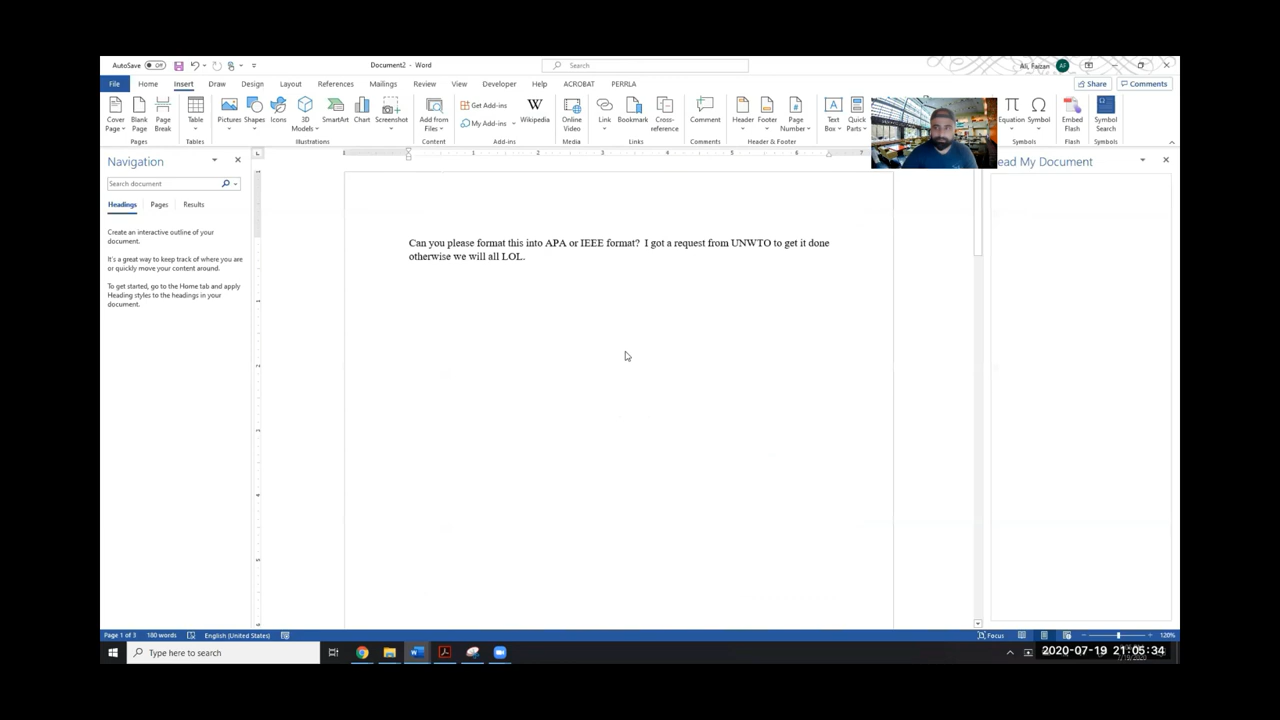 AutoSave Off Document2 - Word Search Ali, Faizan AF
File Home Insert Draw Design Layout References Mailings Review View Developer Help ACROBAT PERRLA Share Comments
Cover Page Blank Page Page Break Table Pictures Shapes Icons 3D Models SmartArt Chart Screenshot Add from Files Get Add-ins My Add-ins Wikipedia Online Video Link Bookmark Cross-reference Comment Header Footer Page Number Text Box Quick Parts Equation Symbol Embed Flash Symbol Search
Pages Tables Illustrations Content Add-ins Media Links Comments Header & Footer Symbols Flash Symbols
Navigation
ead My Document
Search document
Headings Pages Results
Create an interactive outline of your
document.
It's a great way to keep track of where you are
or quickly move your content around.
To get started, go to the Home tab and apply
Heading styles to the headings in your
document.
Can you please format this into APA or IEEE format? I got a request from UNWTO to get it done
otherwise we will all LOL.
Page 1 of 3 180 words English (United States) Focus 120%
Type here to search
2020-07-19 21:05:34